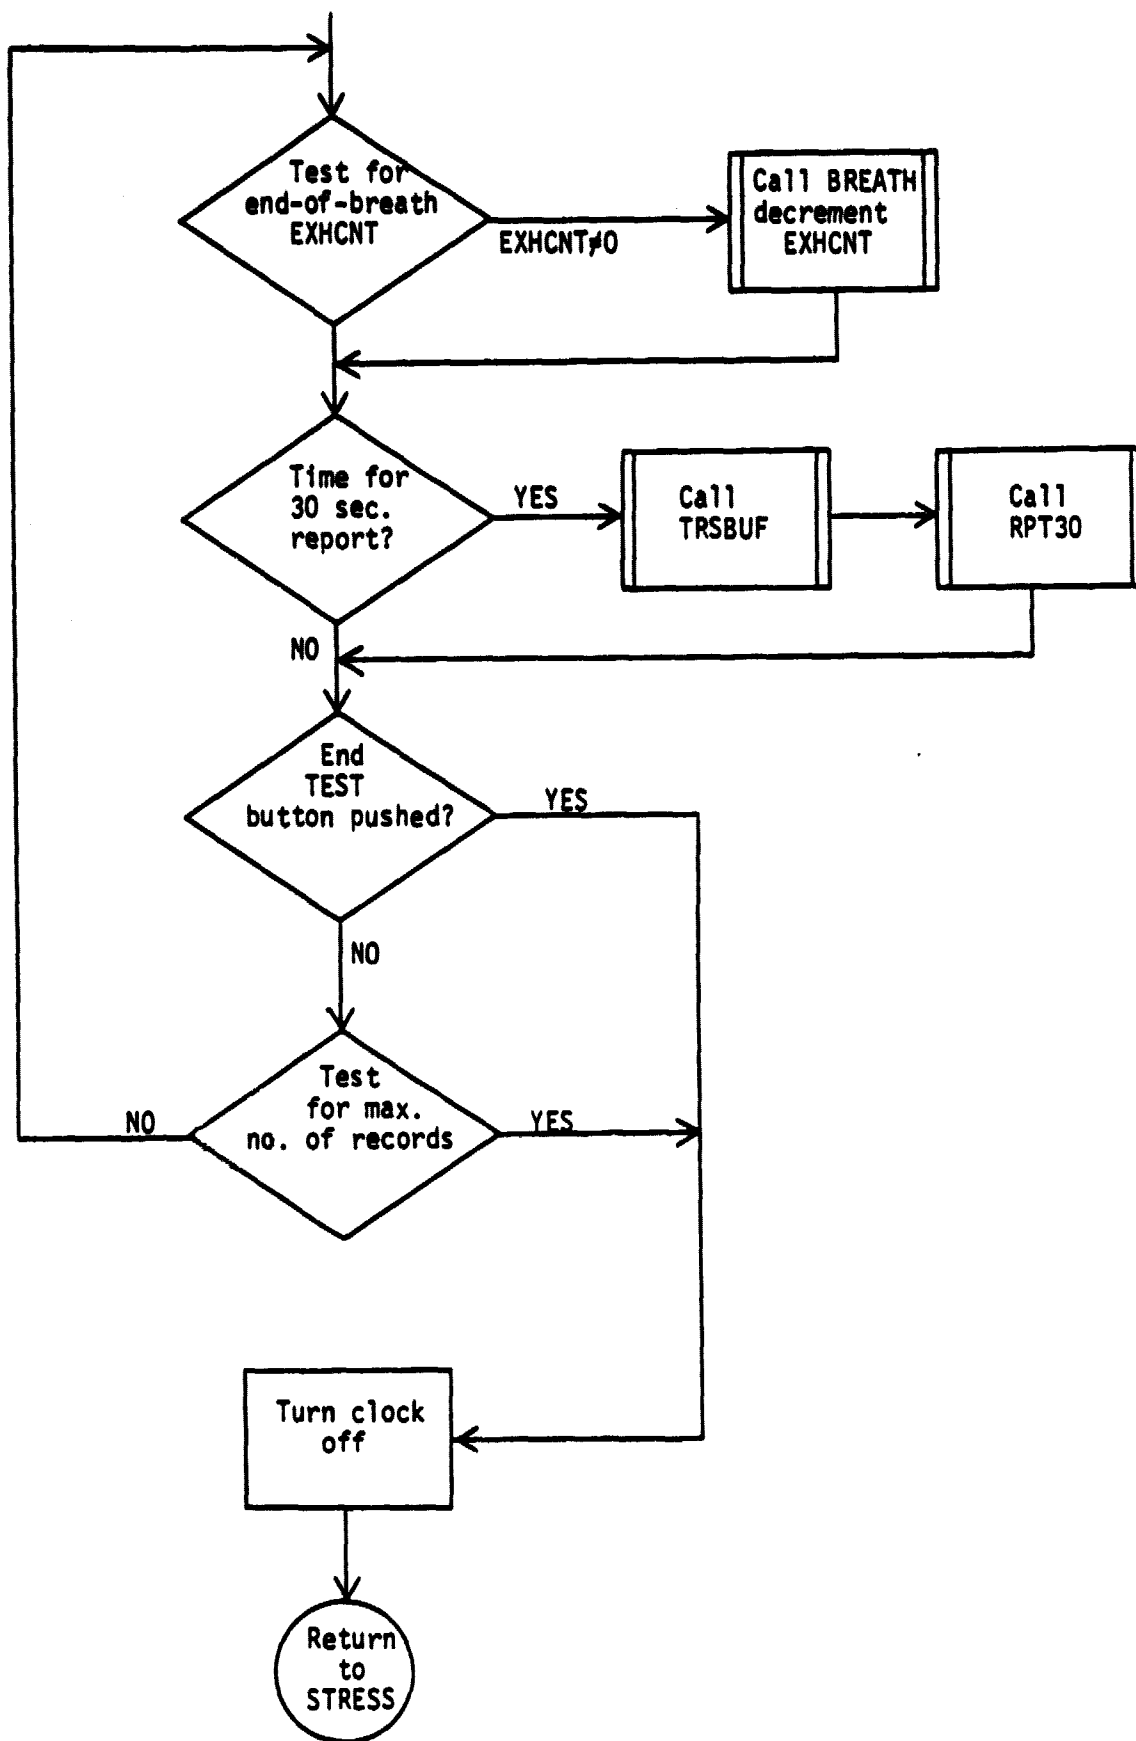 Test for
end-of-breath
EXHCNT
EXHCNT≠0
Call BREATH
decrement
EXHCNT
Time for
30 sec.
report?
YES
Call
TRSBUF
Call
RPT30
NO
End
TEST
button pushed?
YES
NO
Test
for max.
no. of records
NO
YES
Turn clock
off
Return
to
STRESS